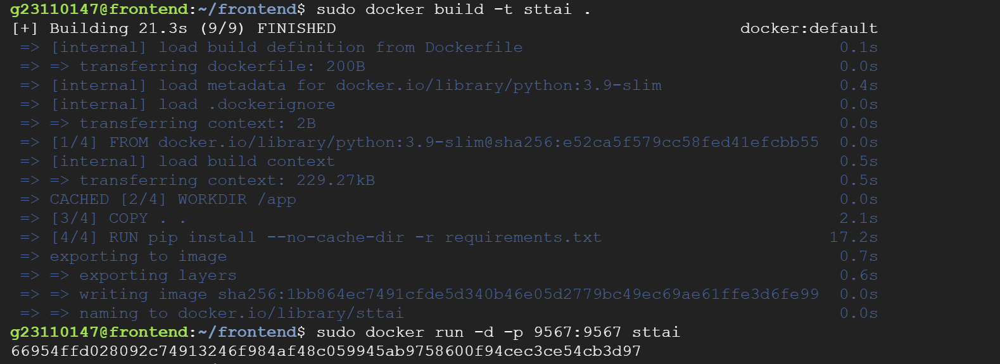 g23110147@frontend:~/frontend$ sudo docker build -t sttai .
[+] Building 21.3s (9/9) FINISHED docker:default
=> [internal] load build definition from Dockerfile 0.1s
=> => transferring dockerfile: 200B 0.0s
=> [internal] load metadata for docker.io/library/python:3.9-slim 0.4s
=> [internal] load .dockerignore 0.0s
=> => transferring context: 2B 0.0s
=> [1/4] FROM docker.io/library/python:3.9-slim@sha256:e52ca5f579cc58fed41efcbb55 0.0s
=> [internal] load build context 0.5s
=> => transferring context: 229.27kB 0.5s
=> CACHED [2/4] WORKDIR /app 0.0s
=> [3/4] COPY . . 2.1s
=> [4/4] RUN pip install --no-cache-dir -r requirements.txt 17.2s
=> exporting to image 0.7s
=> => exporting layers 0.6s
=> => writing image sha256:1bb864ec7491cfde5d340b46e05d2779bc49ec69ae61ffe3d6fe99 0.0s
=> => naming to docker.io/library/sttai 0.0s
g23110147@frontend:~/frontend$ sudo docker run -d -p 9567:9567 sttai
66954ffd028092c74913246f984af48c059945ab9758600f94cec3ce54cb3d97